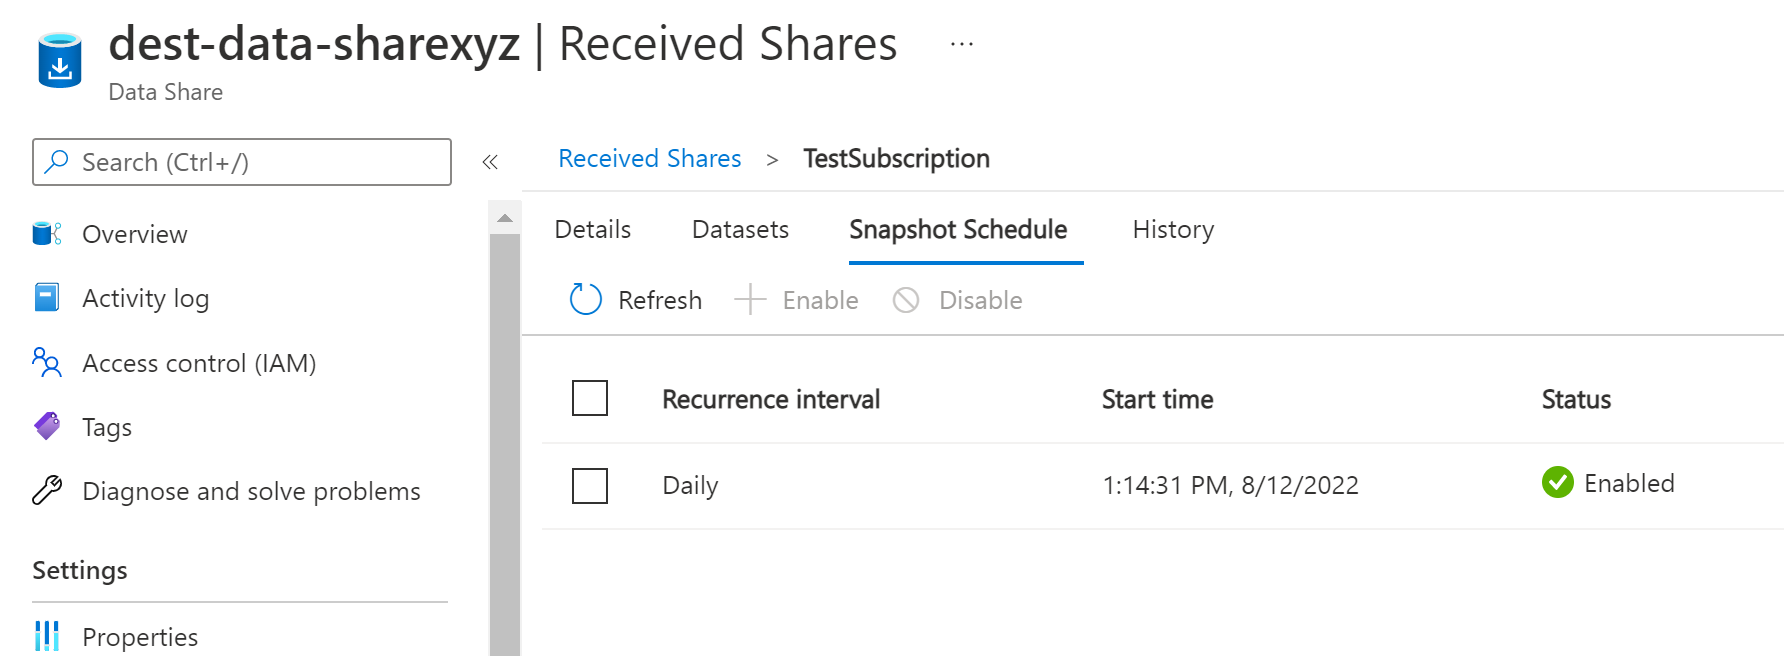 dest-data-sharexyz | Received Shares ...
Data Share
Search (Ctrl+/)
«
Overview
Activity log
Access control (IAM)
Tags
Diagnose and solve problems
Settings
Properties
Received Shares > TestSubscription
Details Datasets Snapshot Schedule History
Refresh Enable Disable
Recurrence interval Start time Status
Daily 1:14:31 PM, 8/12/2022 Enabled